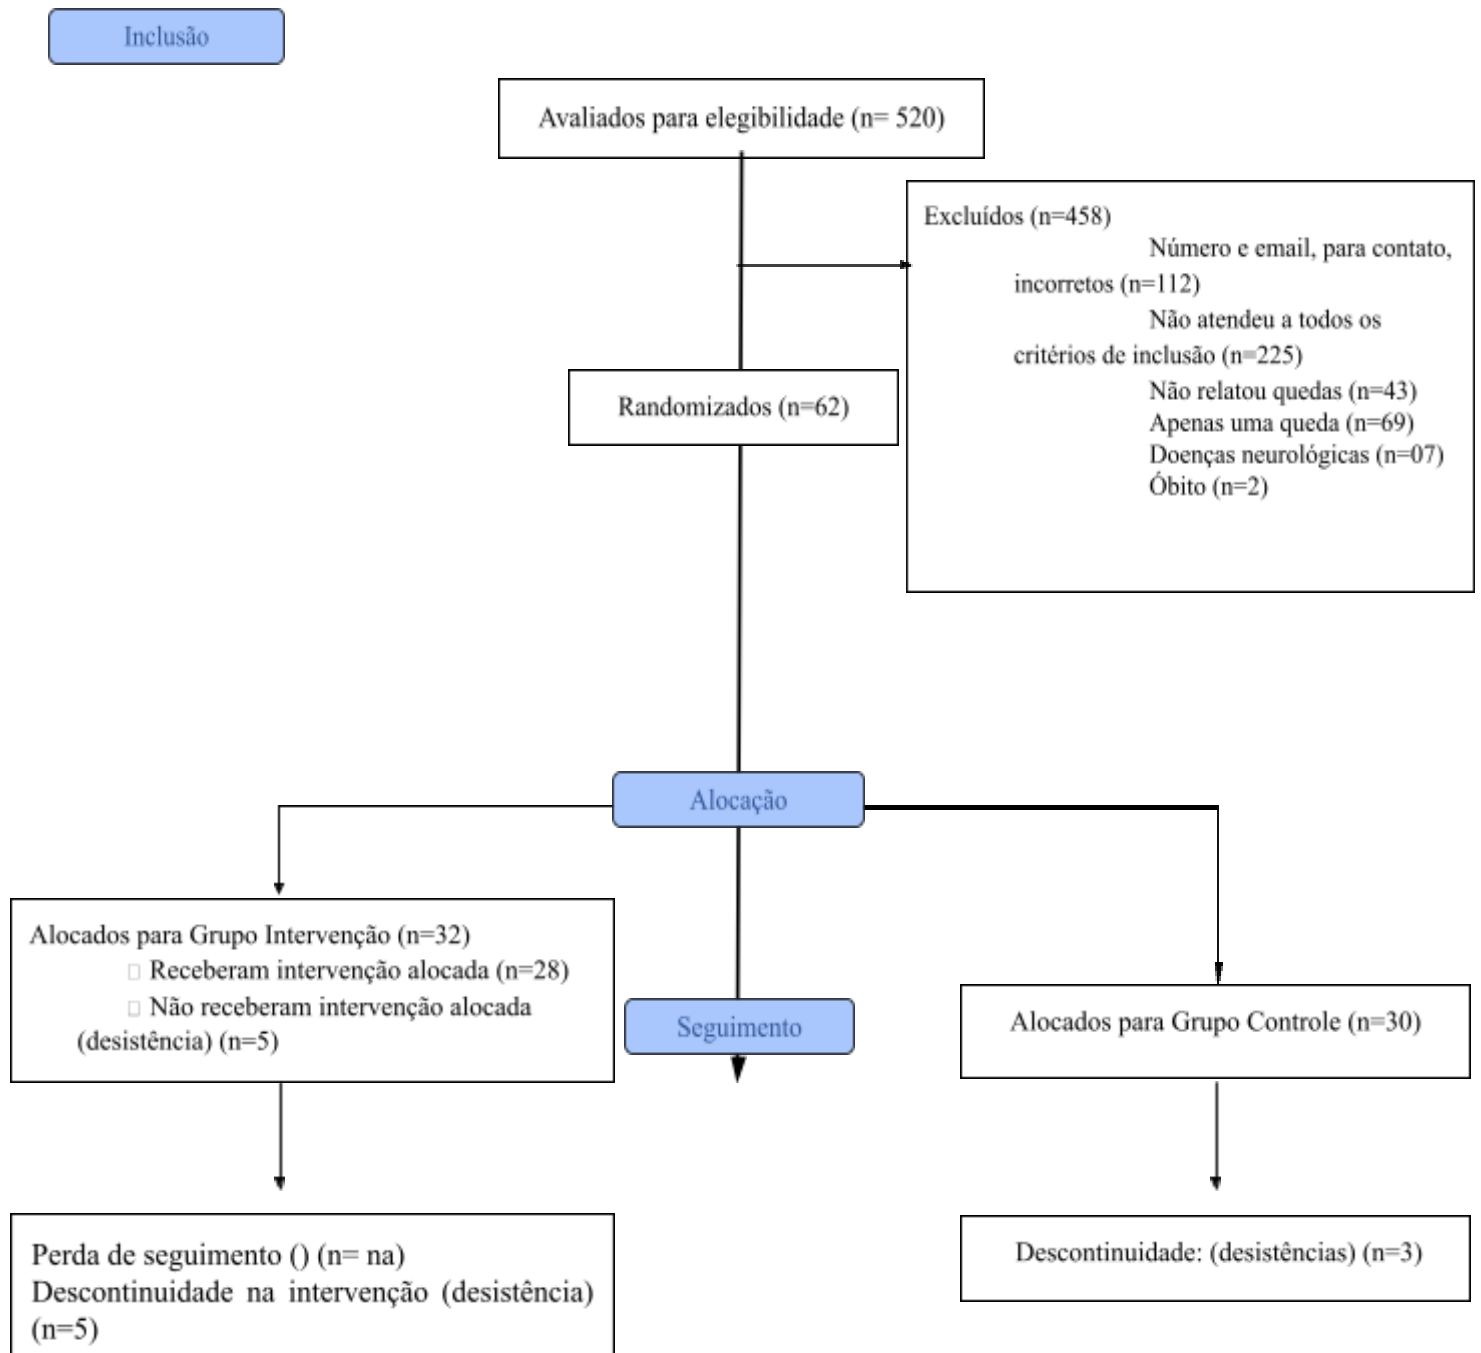 Inclusão
Avaliados para elegibilidade (n= 520)
Excluídos (n=458)
Número e email, para contato,
incorretos (n=112)
Não atendeu a todos os
critérios de inclusão (n=225)
Não relatou quedas (n=43)
Apenas uma queda (n=69)
Doenças neurológicas (n=07)
Óbito (n=2)
Randomizados (n=62)
Alocação
Alocados para Grupo Intervenção (n=32)
Receberam intervenção alocada (n=28)
Não receberam intervenção alocada
(desistência) (n=5)
Seguimento
Alocados para Grupo Controle (n=30)
Perda de seguimento () (n= na)
Descontinuidade na intervenção (desistência)
(n=5)
Descontinuidade: (desistências) (n=3)